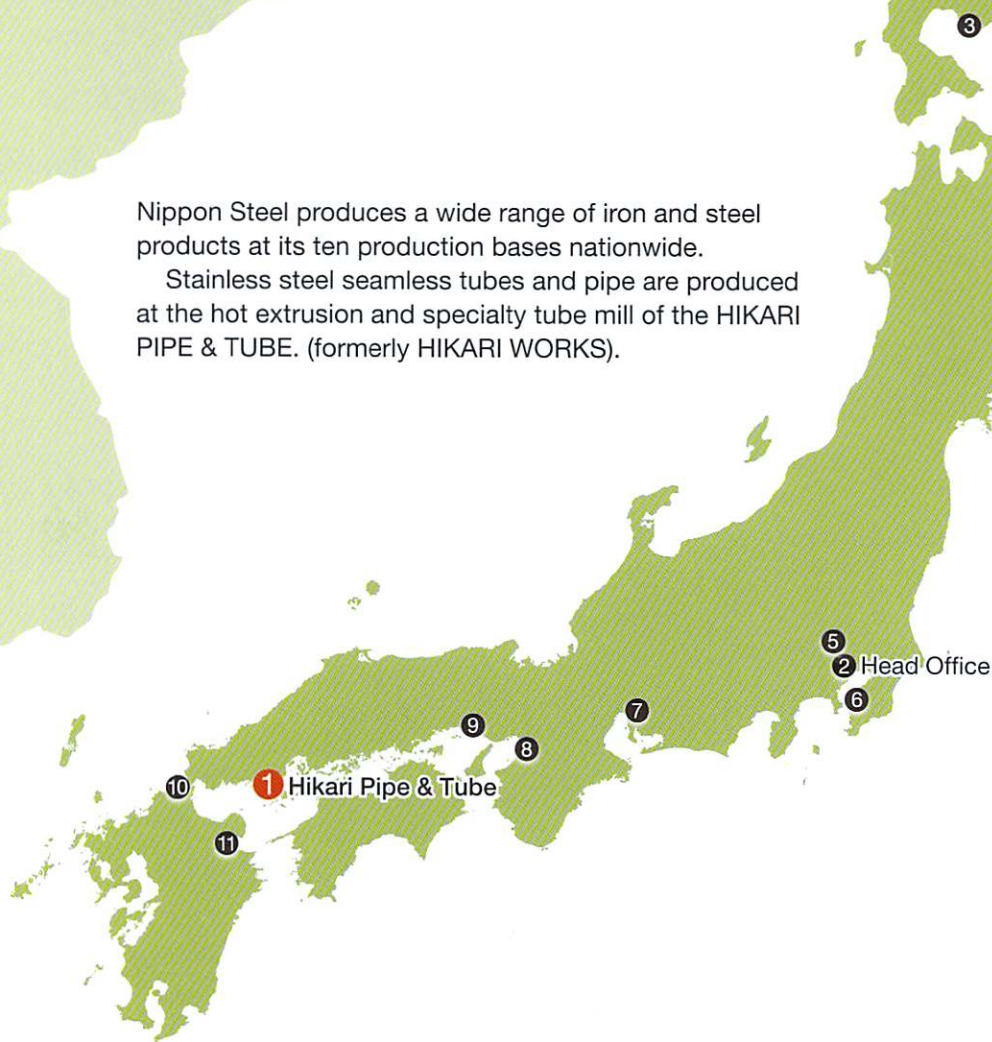 3
Nippon Steel produces a wide range of iron and steel
products at its ten production bases nationwide.
Stainless steel seamless tubes and pipe are produced
at the hot extrusion and specialty tube mill of the HIKARI
PIPE & TUBE. (formerly HIKARI WORKS).
5
2 Head Office
6
7
9
8
10
1 Hikari Pipe & Tube
11